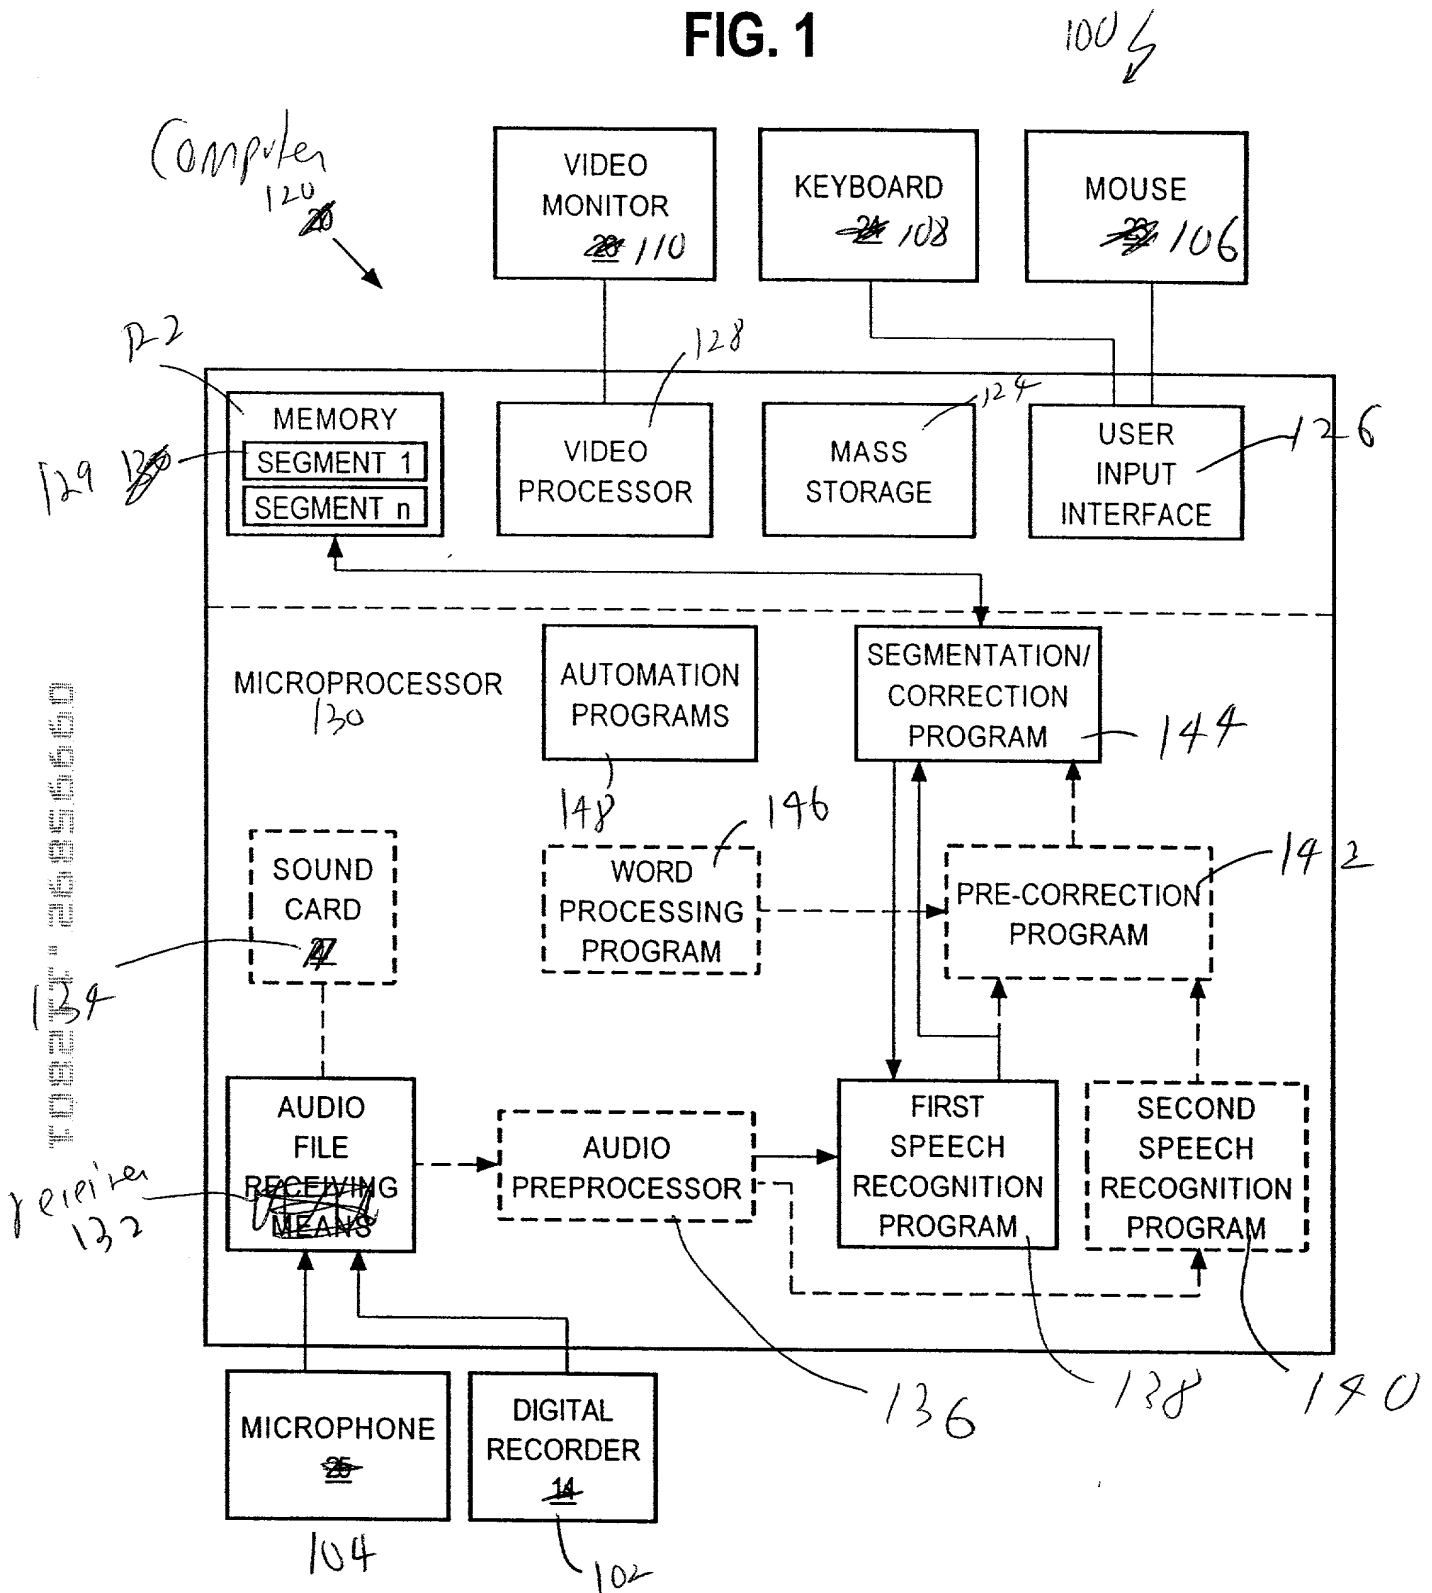 FIG. 1
100
Computer
120
20
VIDEO
MONITOR
28 110
KEYBOARD
24 108
MOUSE
23 106
122
128
124
MEMORY
SEGMENT 1
SEGMENT n
129 130
VIDEO
PROCESSOR
MASS
STORAGE
USER
INPUT
INTERFACE
126
MICROPROCESSOR
130
AUTOMATION
PROGRAMS
148
SEGMENTATION/
CORRECTION
PROGRAM
144
146
SOUND
CARD
27
134
WORD
PROCESSING
PROGRAM
PRE-CORRECTION
PROGRAM
142
AUDIO
FILE
RECEIVING
MEANS
receiver
132
AUDIO
PREPROCESSOR
FIRST
SPEECH
RECOGNITION
PROGRAM
SECOND
SPEECH
RECOGNITION
PROGRAM
136
138
140
MICROPHONE
25
104
DIGITAL
RECORDER
14
102